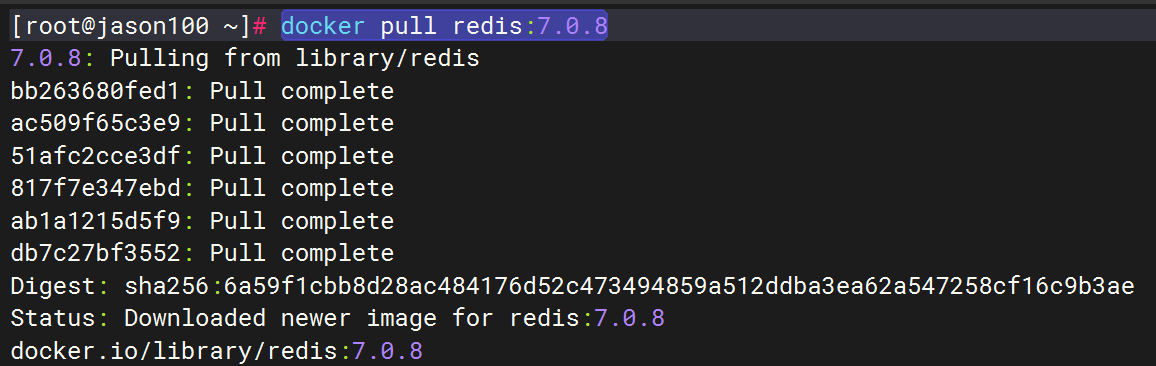 [root@jason100 ~]# docker pull redis:7.0.8
7.0.8: Pulling from library/redis
bb263680fed1: Pull complete
ac509f65c3e9: Pull complete
51afc2cce3df: Pull complete
817f7e347ebd: Pull complete
ab1a1215d5f9: Pull complete
db7c27bf3552: Pull complete
Digest: sha256:6a59f1cbb8d28ac484176d52c473494859a512ddba3ea62a547258cf16c9b3ae
Status: Downloaded newer image for redis:7.0.8
docker.io/library/redis:7.0.8